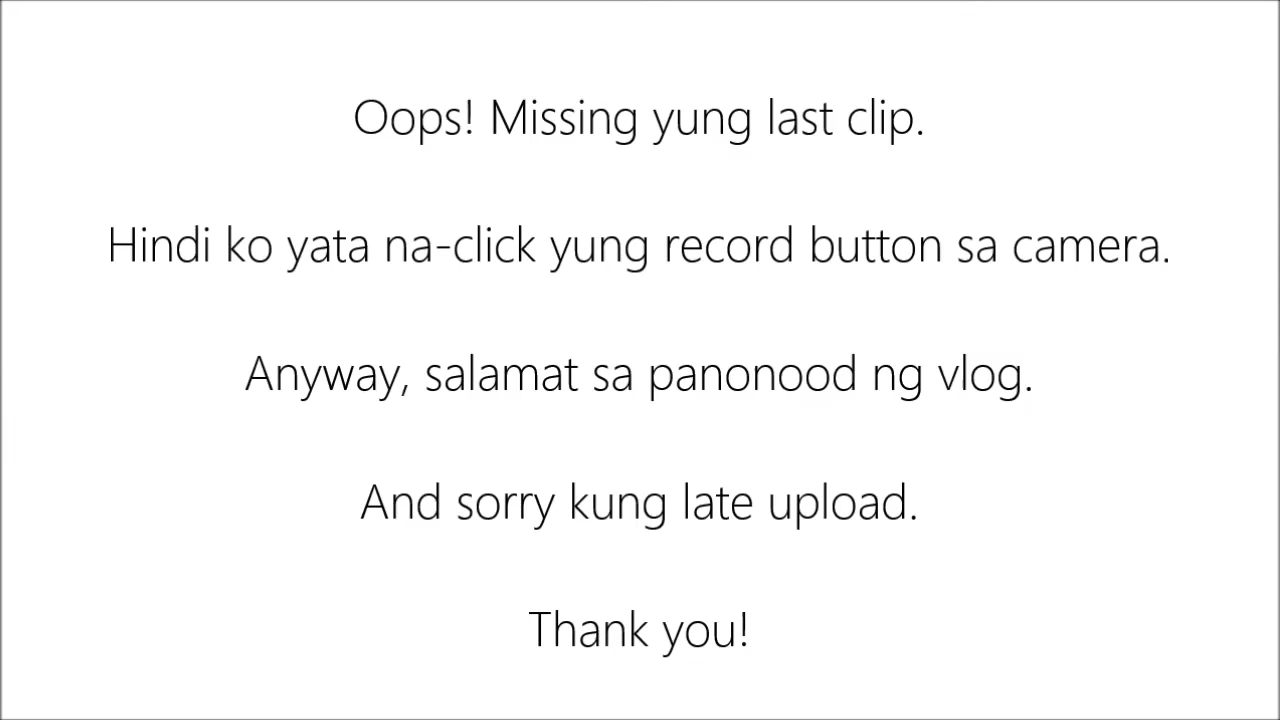 Oops! Missing yung last clip.
Hindi ko yata na-click yung record button sa camera.
Anyway, salamat sa panonood ng vlog.
And sorry kung late upload.
Thank you!